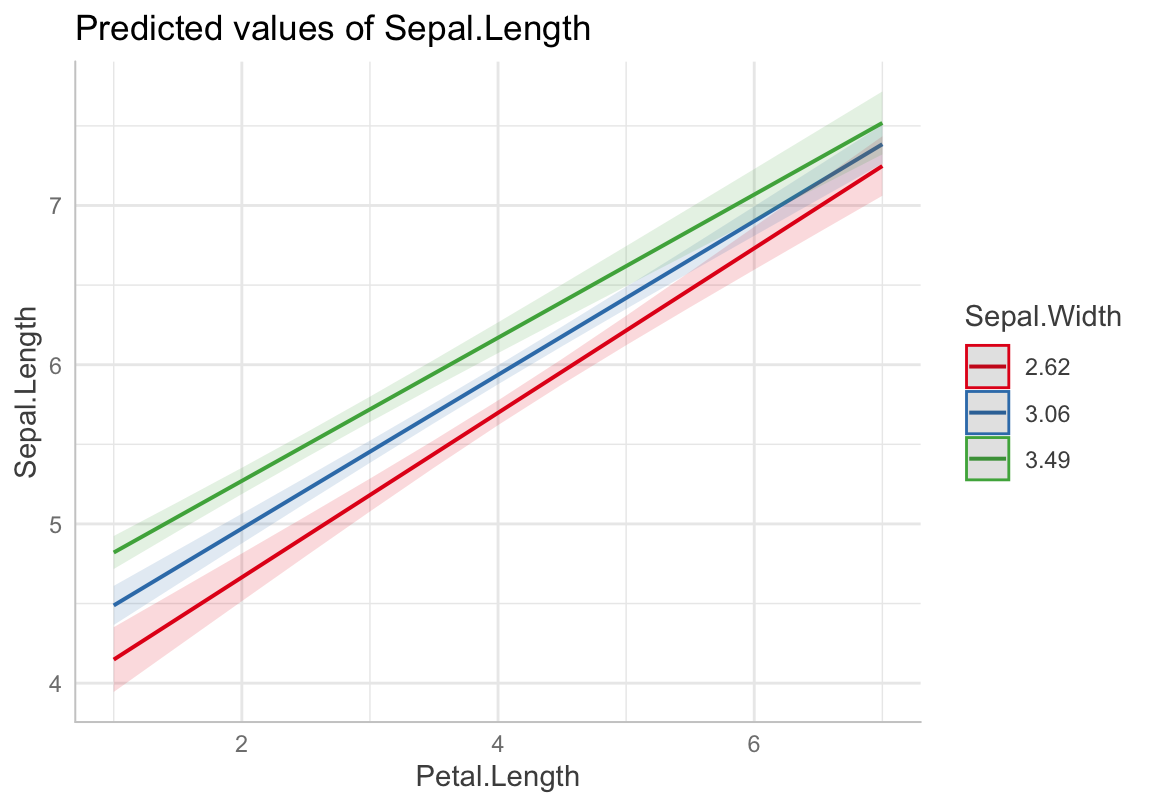 Predicted values of Sepal.Length
7
6
5
4
Sepal.Length
2
4
6
Petal.Length
Sepal.Width
2.62
3.06
3.49